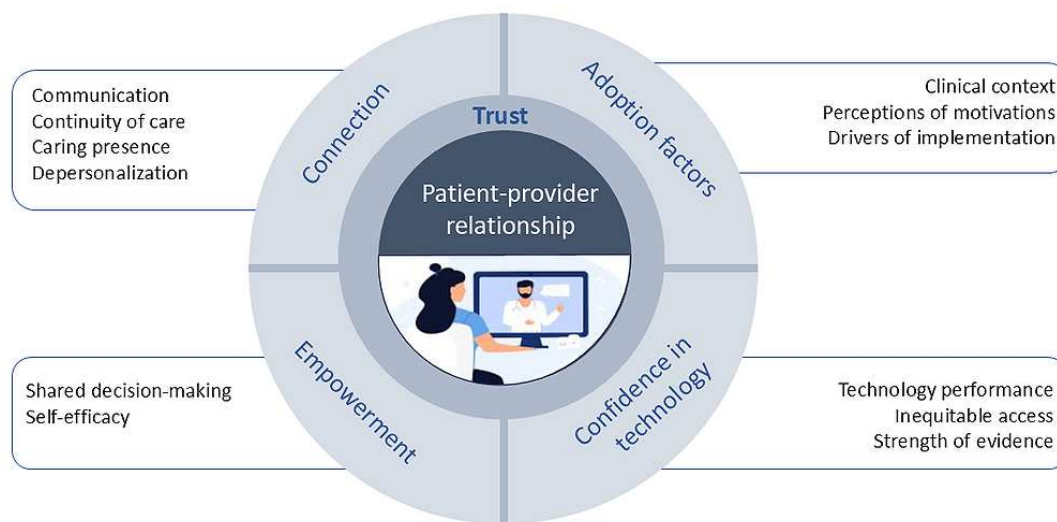 Communication
Continuity of care
Caring presence
Depersonalization
Connection
Trust
Adoption factors
Clinical context
Perceptions of motivations
Drivers of implementation
Patient-provider
relationship
Shared decision-making
Self-efficacy
Empowerment
Confidence in
technology
Technology performance
Inequitable access
Strength of evidence